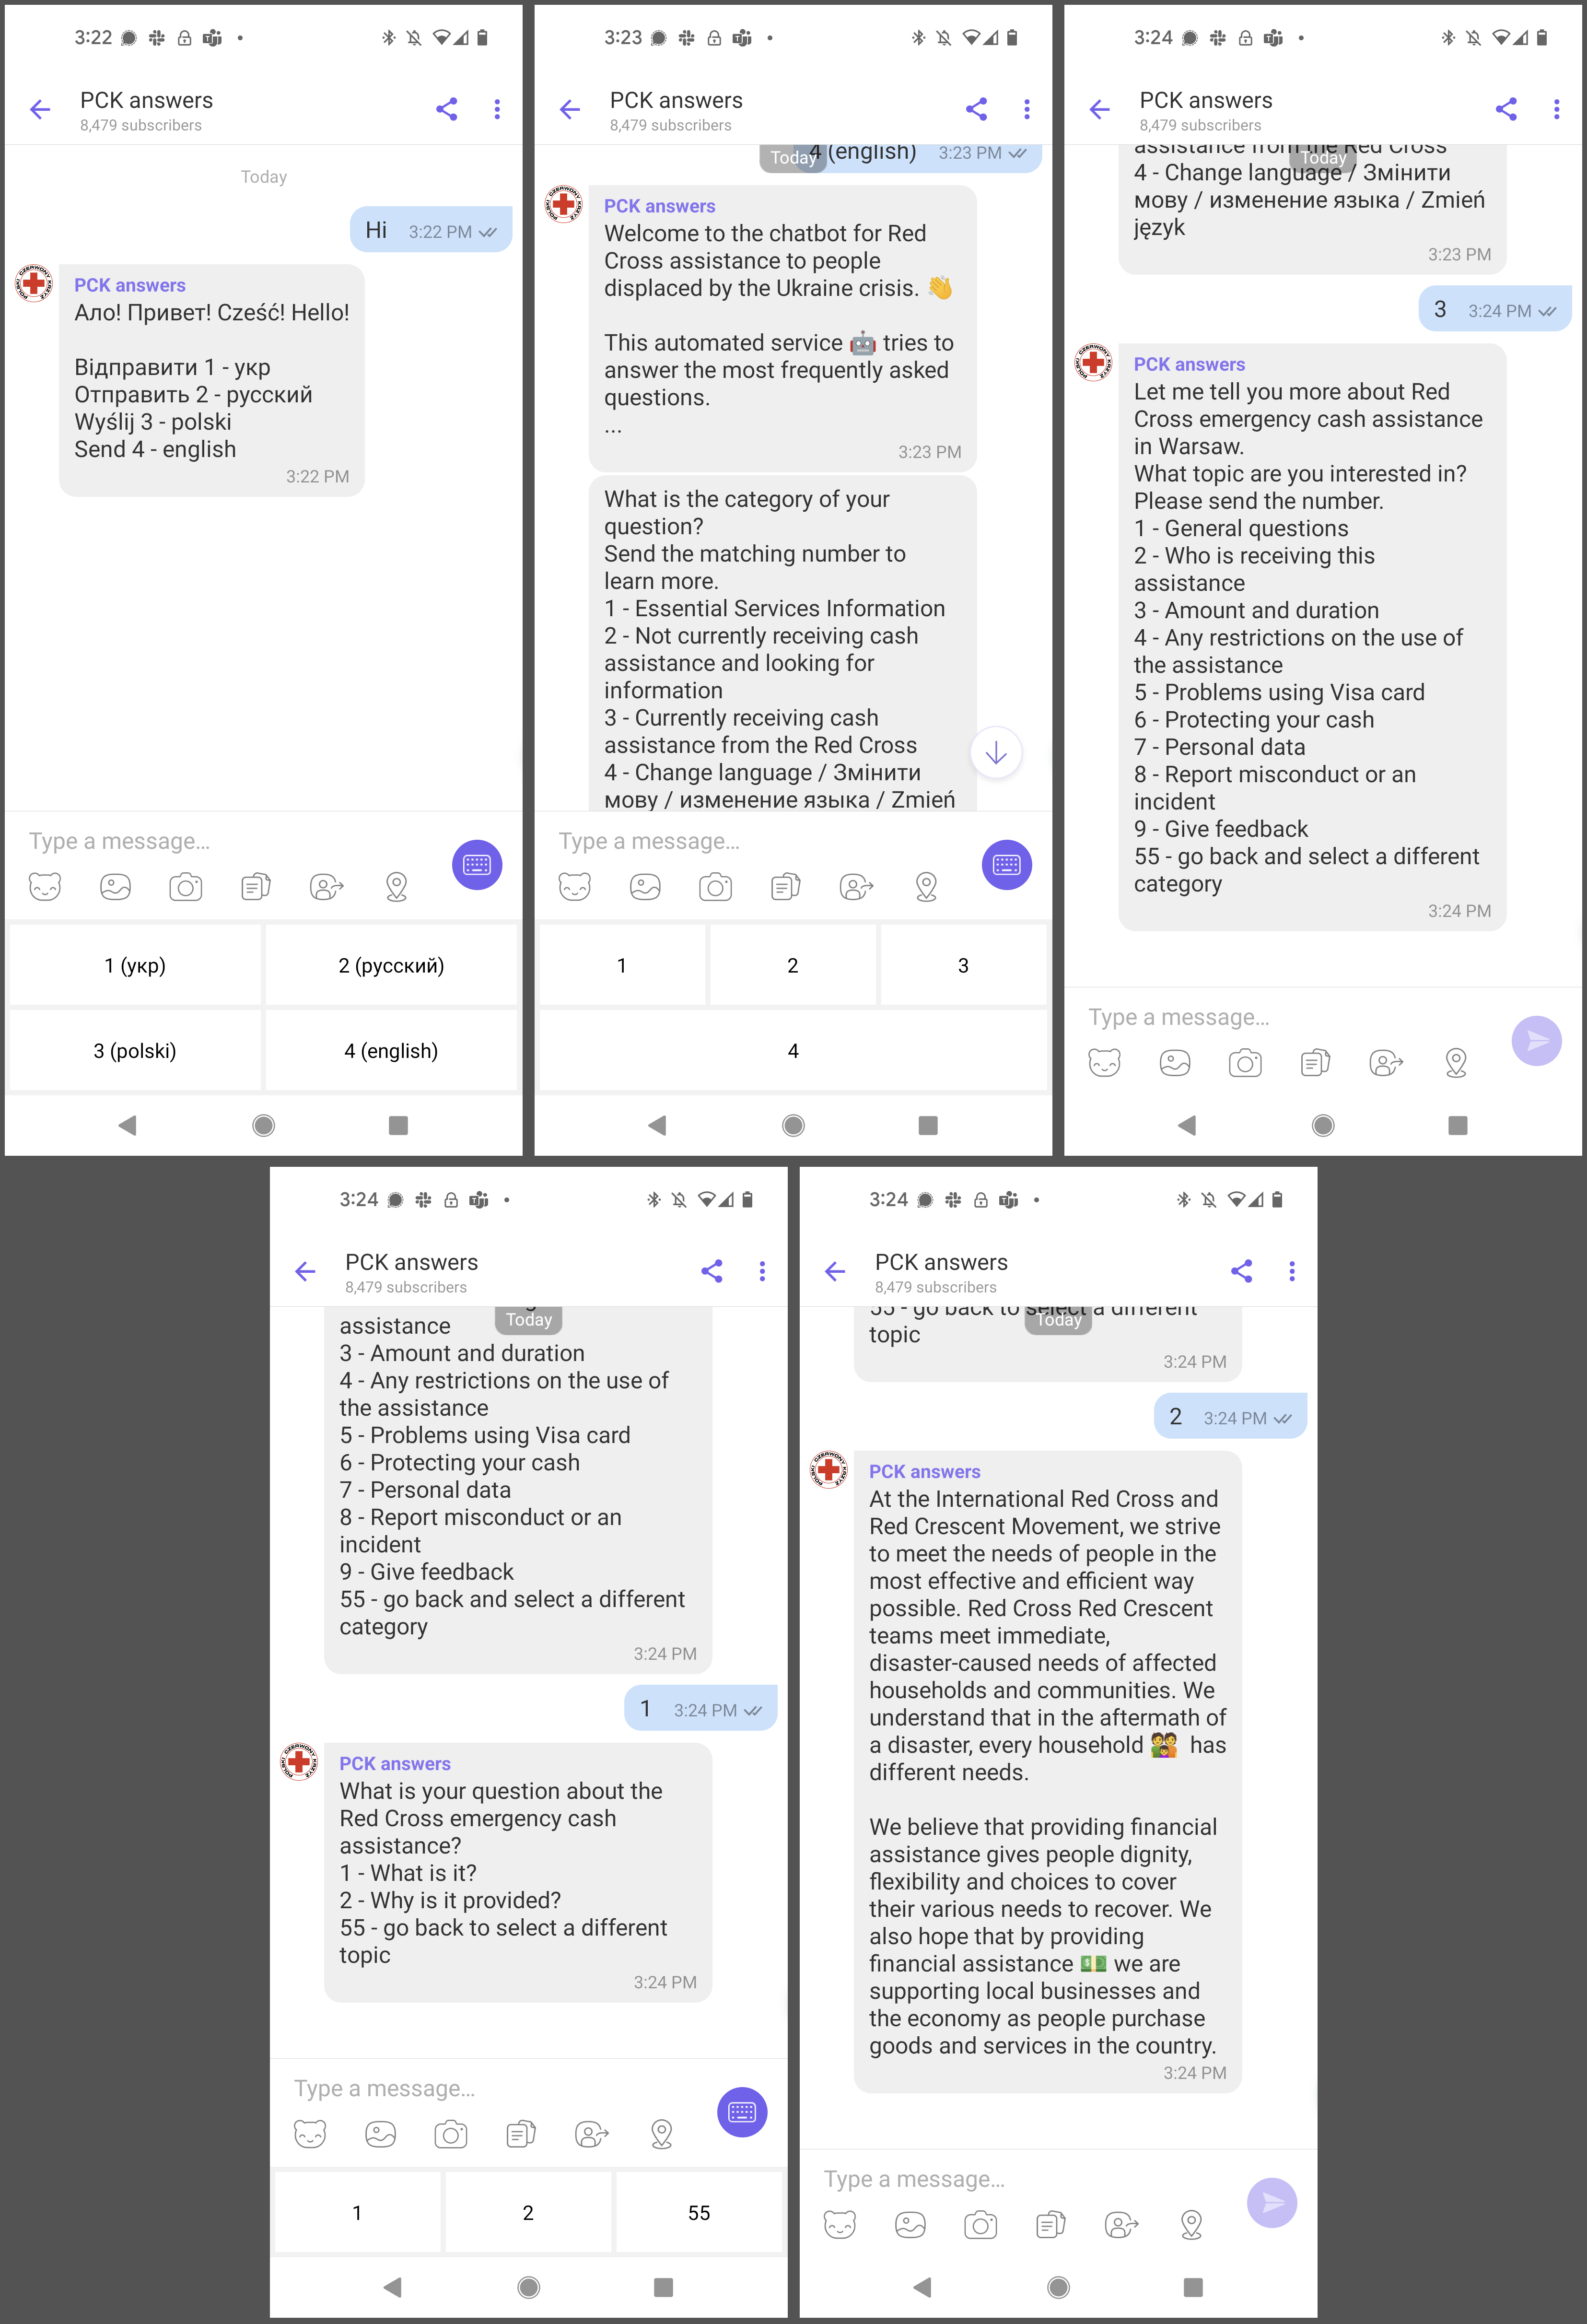 3:22
PCK answers
8,479 subscribers
Today
Hi 3:22 PM
PCK answers
Ало! Привет! Cześć! Hello!
Відправити 1 - укр
Отправить 2 - русский
Wyślij 3 - polski
Send 4 - english
3:22 PM
Type a message...
1 (укр)
2 (русский)
3 (polski)
4 (english)
3:23
PCK answers
8,479 subscribers
Today
4 (english) 3:23 PM
PCK answers
Welcome to the chatbot for Red
Cross assistance to people
displaced by the Ukraine crisis. 👋
This automated service 🤖 tries to
answer the most frequently asked
questions.
...
3:23 PM
What is the category of your
question?
Send the matching number to
learn more.
1 - Essential Services Information
2 - Not currently receiving cash
assistance and looking for
information
3 - Currently receiving cash
assistance from the Red Cross
4 - Change language / Змінити
мову / изменение языка / Zmień
Type a message...
1
2
3
4
3:24
PCK answers
8,479 subscribers
assistance from the Red Cross
Today
4 - Change language / Змінити
мову / изменение языка / Zmień
język
3:23 PM
3 3:24 PM
PCK answers
Let me tell you more about Red
Cross emergency cash assistance
in Warsaw.
What topic are you interested in?
Please send the number.
1 - General questions
2 - Who is receiving this
assistance
3 - Amount and duration
4 - Any restrictions on the use of
the assistance
5 - Problems using Visa card
6 - Protecting your cash
7 - Personal data
8 - Report misconduct or an
incident
9 - Give feedback
55 - go back and select a different
category
3:24 PM
Type a message...
3:24
PCK answers
8,479 subscribers
Today
assistance
3 - Amount and duration
4 - Any restrictions on the use of
the assistance
5 - Problems using Visa card
6 - Protecting your cash
7 - Personal data
8 - Report misconduct or an
incident
9 - Give feedback
55 - go back and select a different
category
3:24 PM
1 3:24 PM
PCK answers
What is your question about the
Red Cross emergency cash
assistance?
1 - What is it?
2 - Why is it provided?
55 - go back to select a different
topic
3:24 PM
Type a message...
1
2
55
3:24
PCK answers
8,479 subscribers
55 - go back to select a different
Today
topic
3:24 PM
2 3:24 PM
PCK answers
At the International Red Cross and
Red Crescent Movement, we strive
to meet the needs of people in the
most effective and efficient way
possible. Red Cross Red Crescent
teams meet immediate,
disaster-caused needs of affected
households and communities. We
understand that in the aftermath of
a disaster, every household 👪 has
different needs.
We believe that providing financial
assistance gives people dignity,
flexibility and choices to cover
their various needs to recover. We
also hope that by providing
financial assistance 💵 we are
supporting local businesses and
the economy as people purchase
goods and services in the country.
3:24 PM
Type a message...